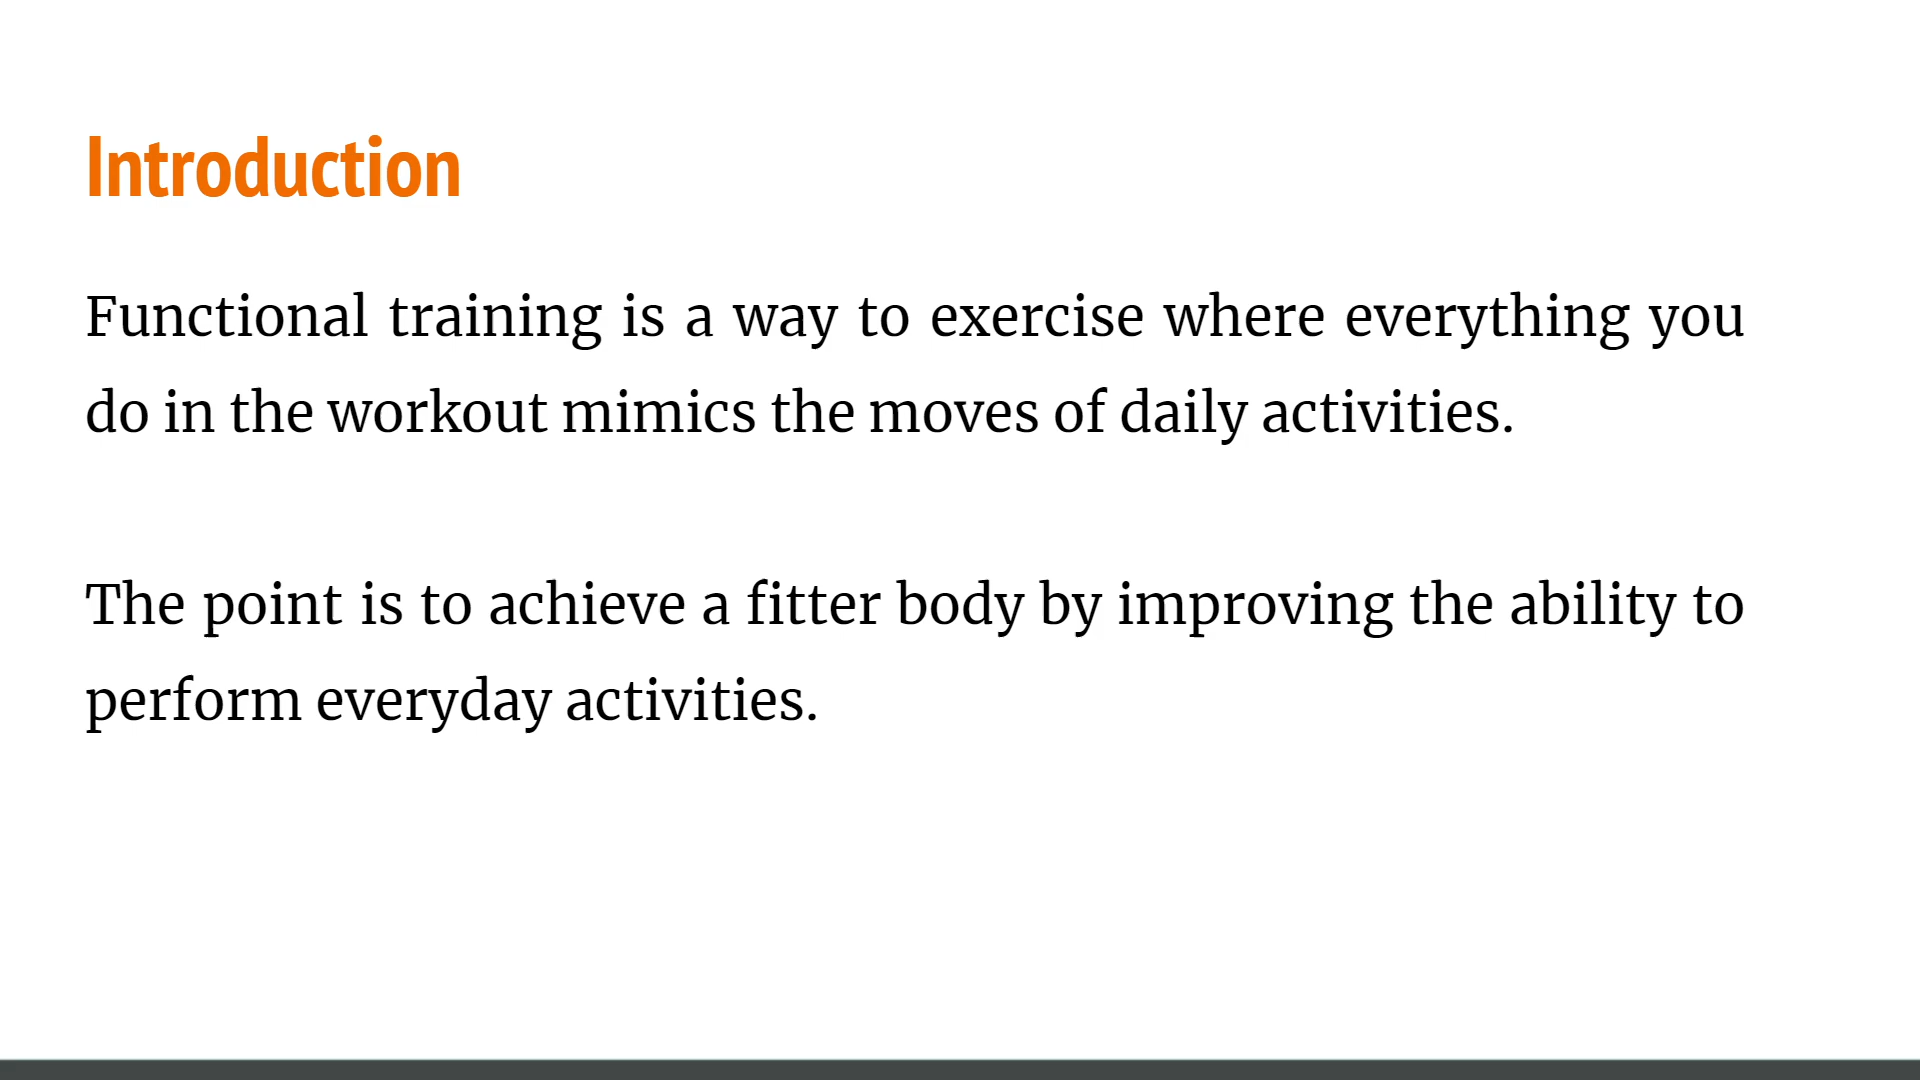 Introduction
Functional training is a way to exercise where everything you
do in the workout mimics the moves of daily activities.
The point is to achieve a fitter body by improving the ability to
perform everyday activities.